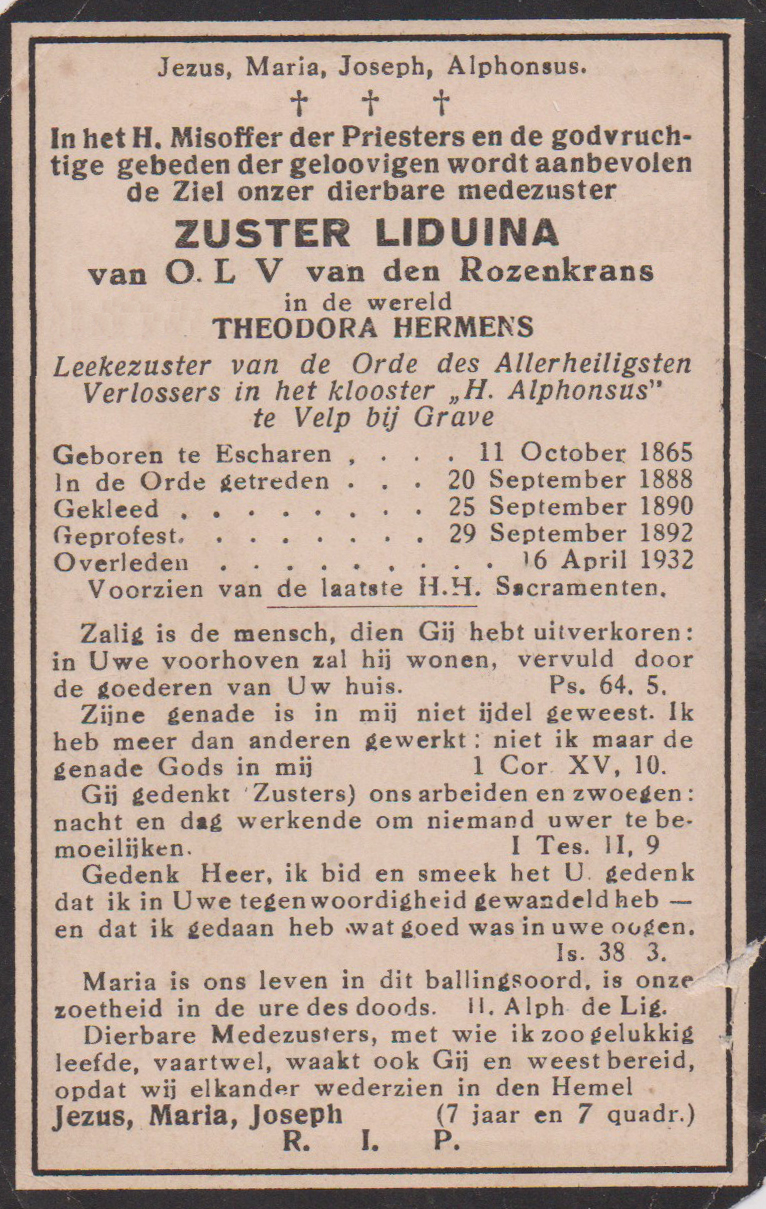 Jezus, Maria, Joseph, Alphonsus.
† † †
In het H. Misoffer der Priesters en de godvruch-
tige gebeden der geloovigen wordt aanbevolen
de Ziel onzer dierbare medezuster
ZUSTER LIDUINA
van O. L V van den Rozenkrans
in de wereld
THEODORA HERMENS
Leekezuster van de Orde des Allerheiligsten
Verlossers in het klooster „H. Alphonsus”
te Velp bij Grave
Geboren te Escharen , . . . 11 October 1865
In de Orde getreden . . . 20 September 1888
Gekleed . . . . . . . . 25 September 1890
Geprofest. . . . . . . . 29 September 1892
Overleden . . . . . . . . . 16 April 1932
Voorzien van de laatste H.H. Sacramenten.
Zalig is de mensch, dien Gij hebt uitverkoren:
in Uwe voorhoven zal hij wonen, vervuld door
de goederen van Uw huis. Ps. 64. 5.
Zijne genade is in mij niet ijdel geweest. Ik
heb meer dan anderen gewerkt: niet ik maar de
genade Gods in mij 1 Cor XV, 10.
Gij gedenkt (Zusters) ons arbeiden en zwoegen:
nacht en dag werkende om niemand uwer te be-
moeilijken. I Tes. II, 9
Gedenk Heer, ik bid en smeek het U. gedenk
dat ik in Uwe tegenwoordigheid gewandeld heb —
en dat ik gedaan heb wat goed was in uwe oogen.
Is. 38 3.
Maria is ons leven in dit ballingsoord, is onze
zoetheid in de ure des doods. H. Alph de Lig.
Dierbare Medezusters, met wie ik zoo gelukkig
leefde, vaartwel, waakt ook Gij en weest bereid,
opdat wij elkander wederzien in den Hemel
Jezus, Maria, Joseph (7 jaar en 7 quadr.)
R. I. P.